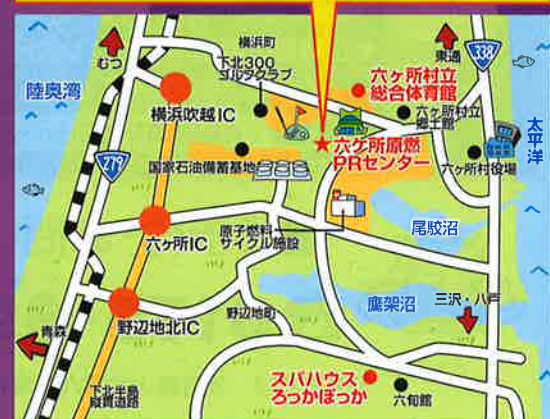 横浜町
下北300
ゴルフクラブ
むつ
東通
338
陸奥湾
横浜吹越IC
六ヶ所村立
総合体育館
六ヶ所村立
郷土館
太平洋
六ケ所原燃
PRセンター
六ヶ所村役場
279
国家石油備蓄基地
六ヶ所IC
原子燃料
サイクル施設
尾駮沼
鷹架沼
三沢・八戸
野辺地北IC
野辺地町
青森
下北半島
縦貫道路
スパハウス
ろっかぽっか
六旬館